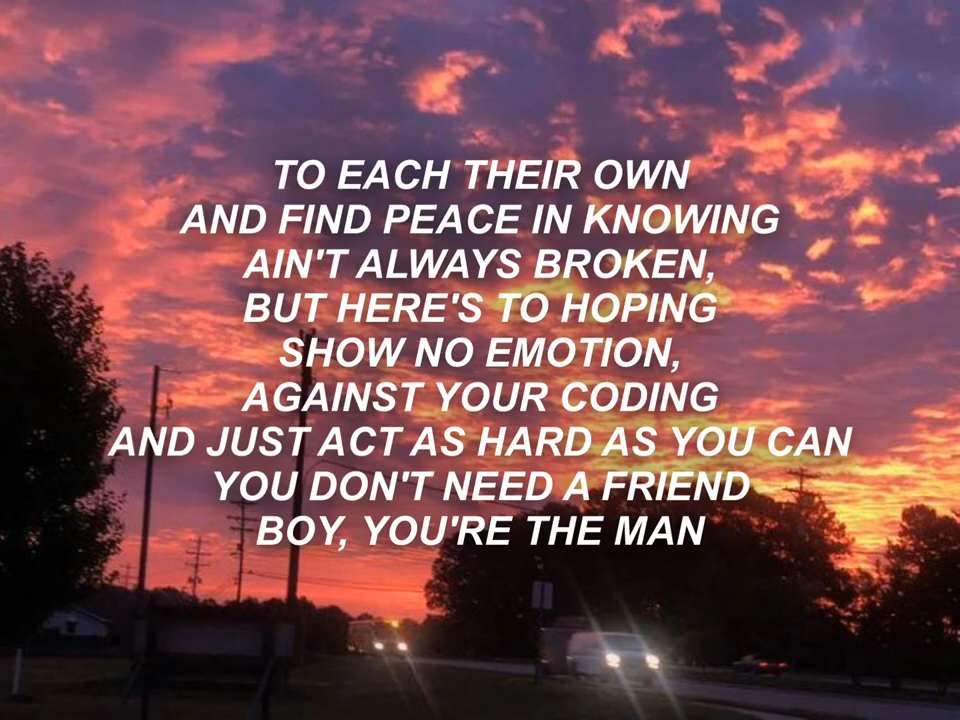 TO EACH THEIR OWN
AND FIND PEACE IN KNOWING
AIN'T ALWAYS BROKEN,
BUT HERE'S TO HOPING
SHOW NO EMOTION,
AGAINST YOUR CODING
AND JUST ACT AS HARD AS YOU CAN
YOU DON'T NEED A FRIEND
BOY, YOU'RE THE MAN